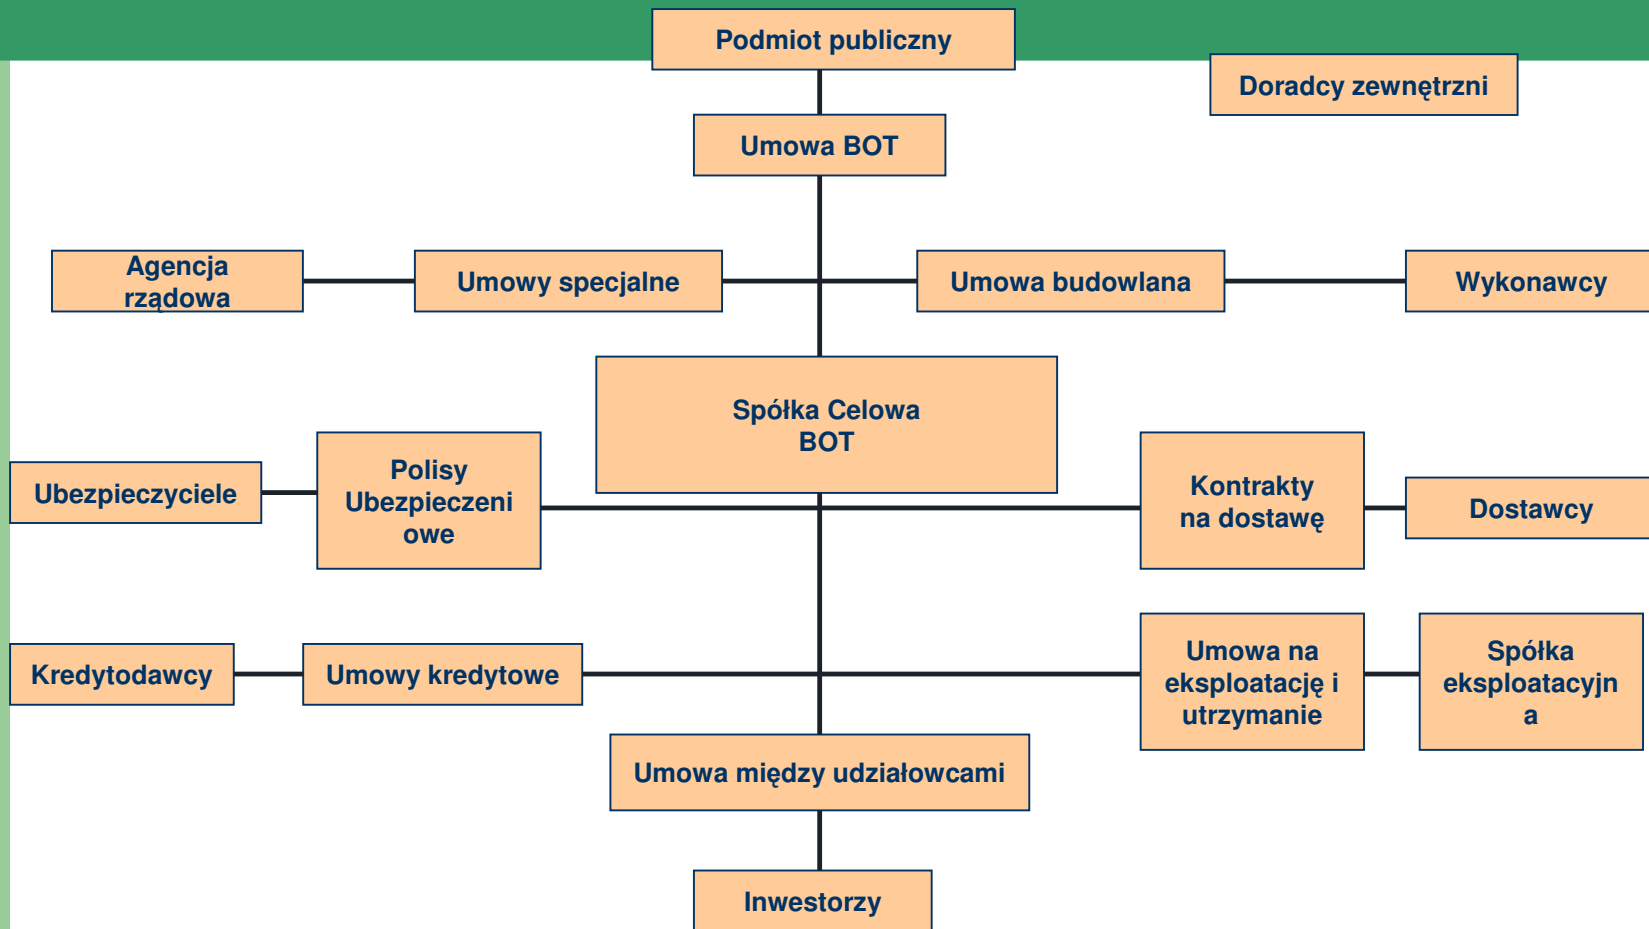 Podmiot publiczny
Doradcy zewnętrzni
Umowa BOT
Agencja
rządowa
Umowy specjalne
Umowa budowlana
Wykonawcy
Spółka Celowa
BOT
Ubezpieczyciele
Polisy
Ubezpieczeni
owe
Kontrakty
na dostawę
Dostawcy
Kredytodawcy
Umowy kredytowe
Umowa na
eksploatację i
utrzymanie
Spółka
eksploatacyjn
a
Umowa między udziałowcami
Inwestorzy